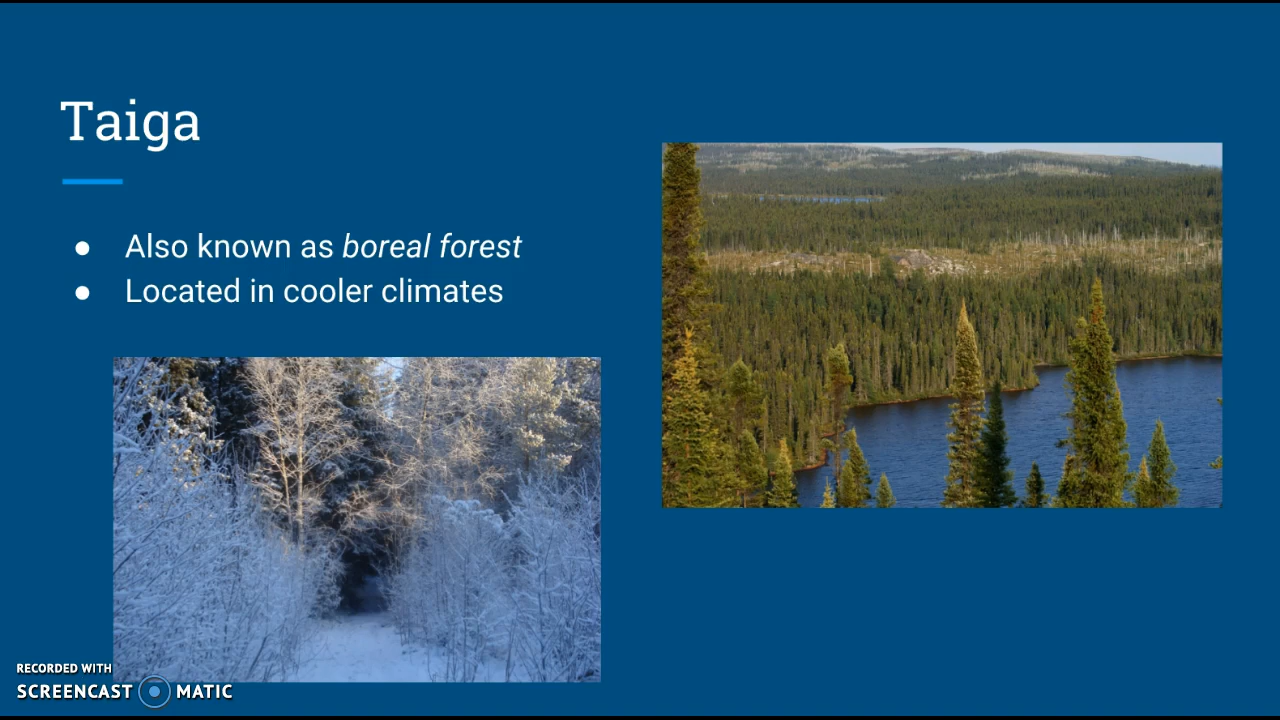 Taiga
● Also known as boreal forest
● Located in cooler climates
RECORDED WITH
SCREENCAST MATIC